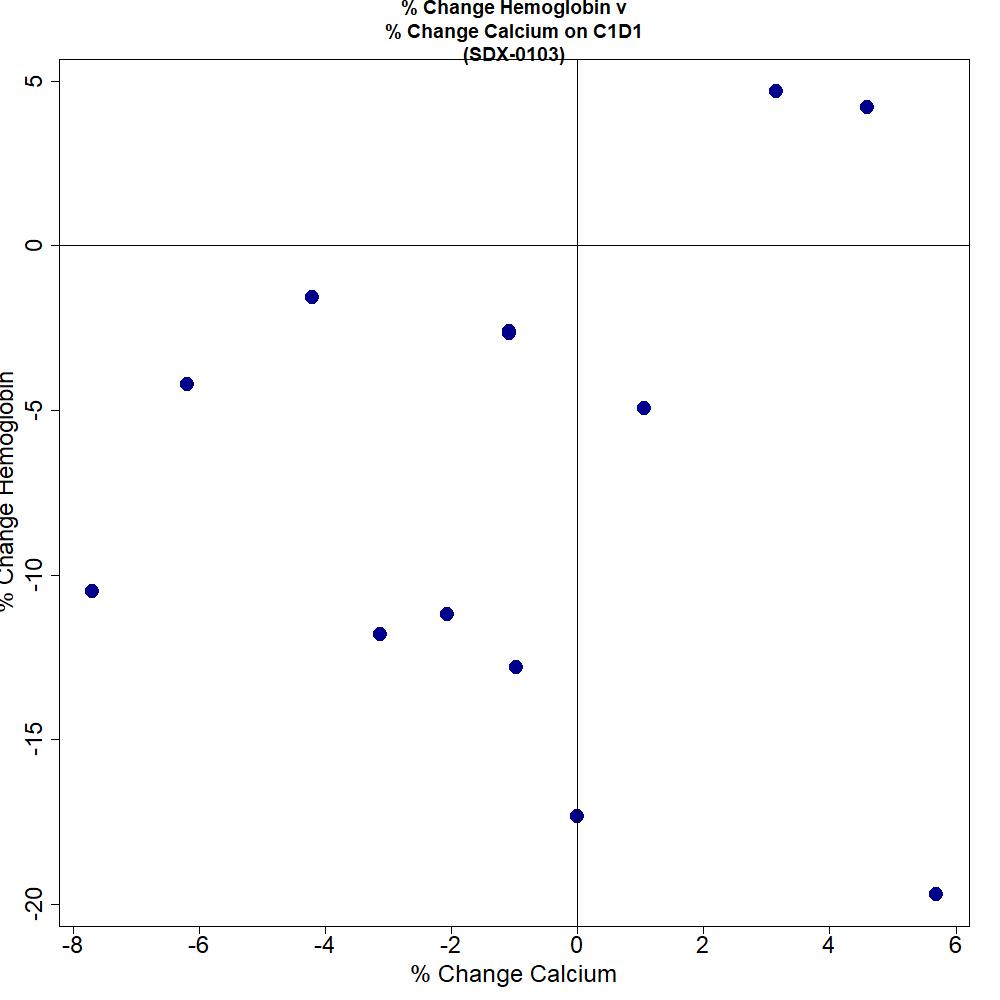 % Change Hemoglobin v
% Change Calcium on C1D1
(SDX-0103)
5
0
-5
-10
-15
-20
% Change Hemoglobin
-8
-6
-4
-2
0
2
4
6
% Change Calcium